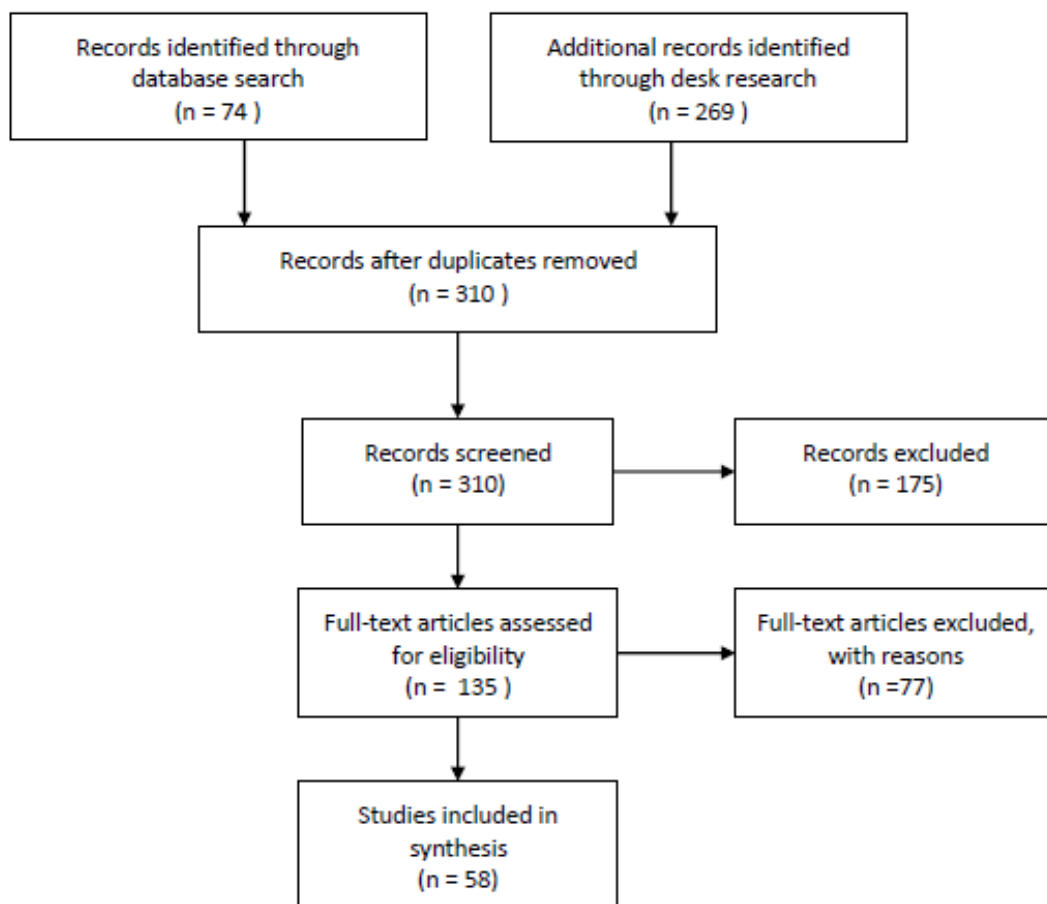 Records identified through
database search
(n = 74 )
Additional records identified
through desk research
(n = 269 )
Records after duplicates removed
(n = 310 )
Records screened
(n = 310)
Records excluded
(n = 175)
Full-text articles assessed
for eligibility
(n =  135 )
Full-text articles excluded,
with reasons
(n =77)
Studies included in
synthesis
(n = 58)